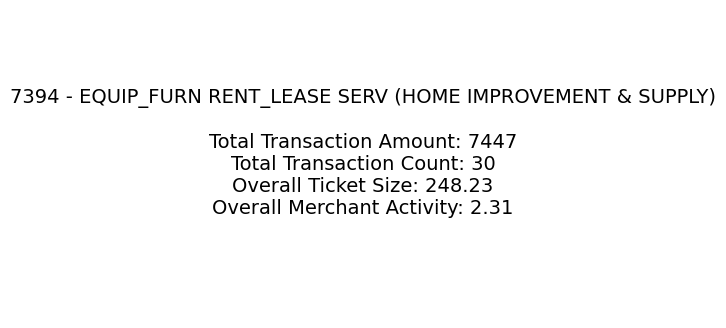 7394 - EQUIP_FURN RENT_LEASE SERV (HOME IMPROVEMENT & SUPPLY)
Total Transaction Amount: 7447
Total Transaction Count: 30
Overall Ticket Size: 248.23
Overall Merchant Activity: 2.31